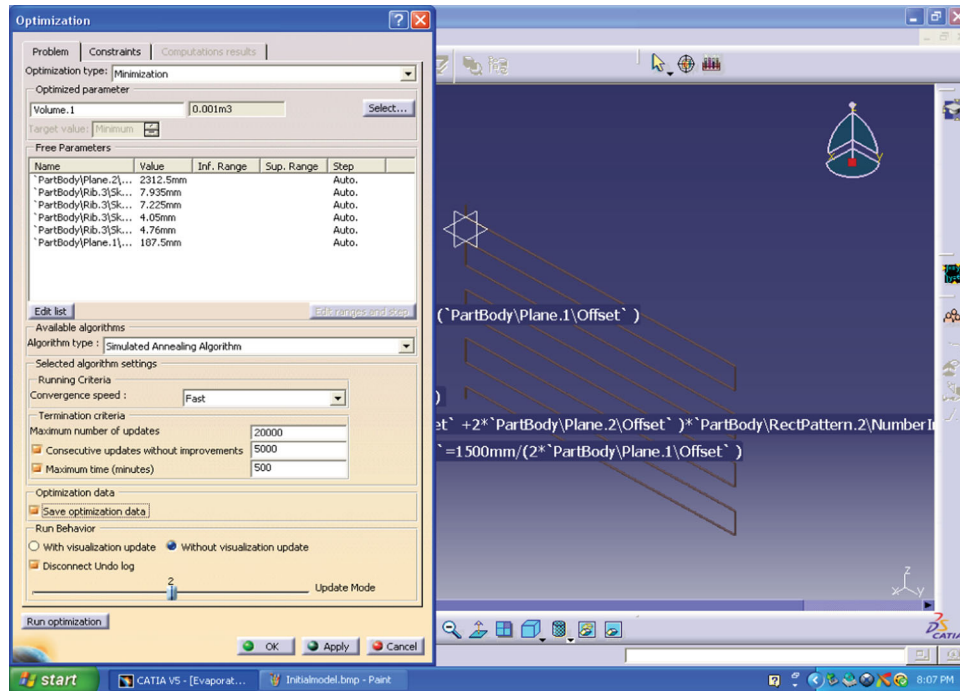 Optimization
Problem Constraints Computations results
Optimization type: Minimization
Optimized parameter
Volume.1 0.001m3 Select...
Target value: Minimum
Free Parameters
Name Value Inf. Range Sup. Range Step
`PartBody\Plane.2\... 2312.5mm Auto.
`PartBody\Rib.3\Sk... 7.935mm Auto.
`PartBody\Rib.3\Sk... 7.225mm Auto.
`PartBody\Rib.3\Sk... 4.05mm Auto.
`PartBody\Rib.3\Sk... 4.76mm Auto.
`PartBody\Plane.1\... 187.5mm Auto.
Edit list Edit ranges and step
Available algorithms
Algorithm type : Simulated Annealing Algorithm
Selected algorithm settings
Running Criteria
Convergence speed : Fast
Termination criteria
Maximum number of updates 20000
Consecutive updates without improvements 5000
Maximum time (minutes) 500
Optimization data
Save optimization data
Run Behavior
With visualization update Without visualization update
Disconnect Undo log
2
Update Mode
Run optimization
OK Apply Cancel
(`PartBody\Plane.1\Offset` )
)
et` +2*`PartBody\Plane.2\Offset` )*`PartBody\RectPattern.2\NumberIn
`=1500mm/(2*`PartBody\Plane.1\Offset` )
z
x y
CATIA
start CATIA V5 - [Evaporat... Initialmodel.bmp - Paint 8:07 PM